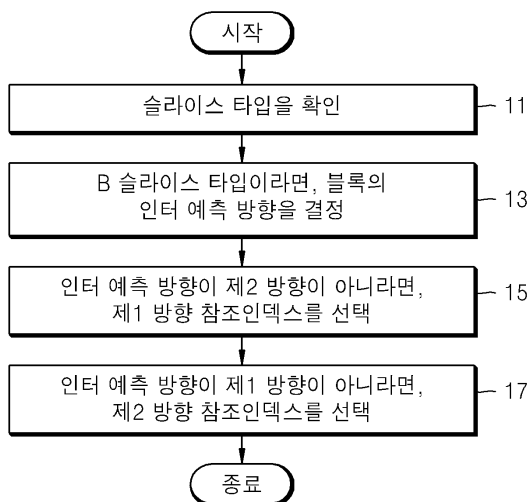 시작
슬라이스 타입을 확인
11
B 슬라이스 타입이라면, 블록의
인터 예측 방향을 결정
13
인터 예측 방향이 제2 방향이 아니라면,
제1 방향 참조인덱스를 선택
15
인터 예측 방향이 제1 방향이 아니라면,
제2 방향 참조인덱스를 선택
17
종료